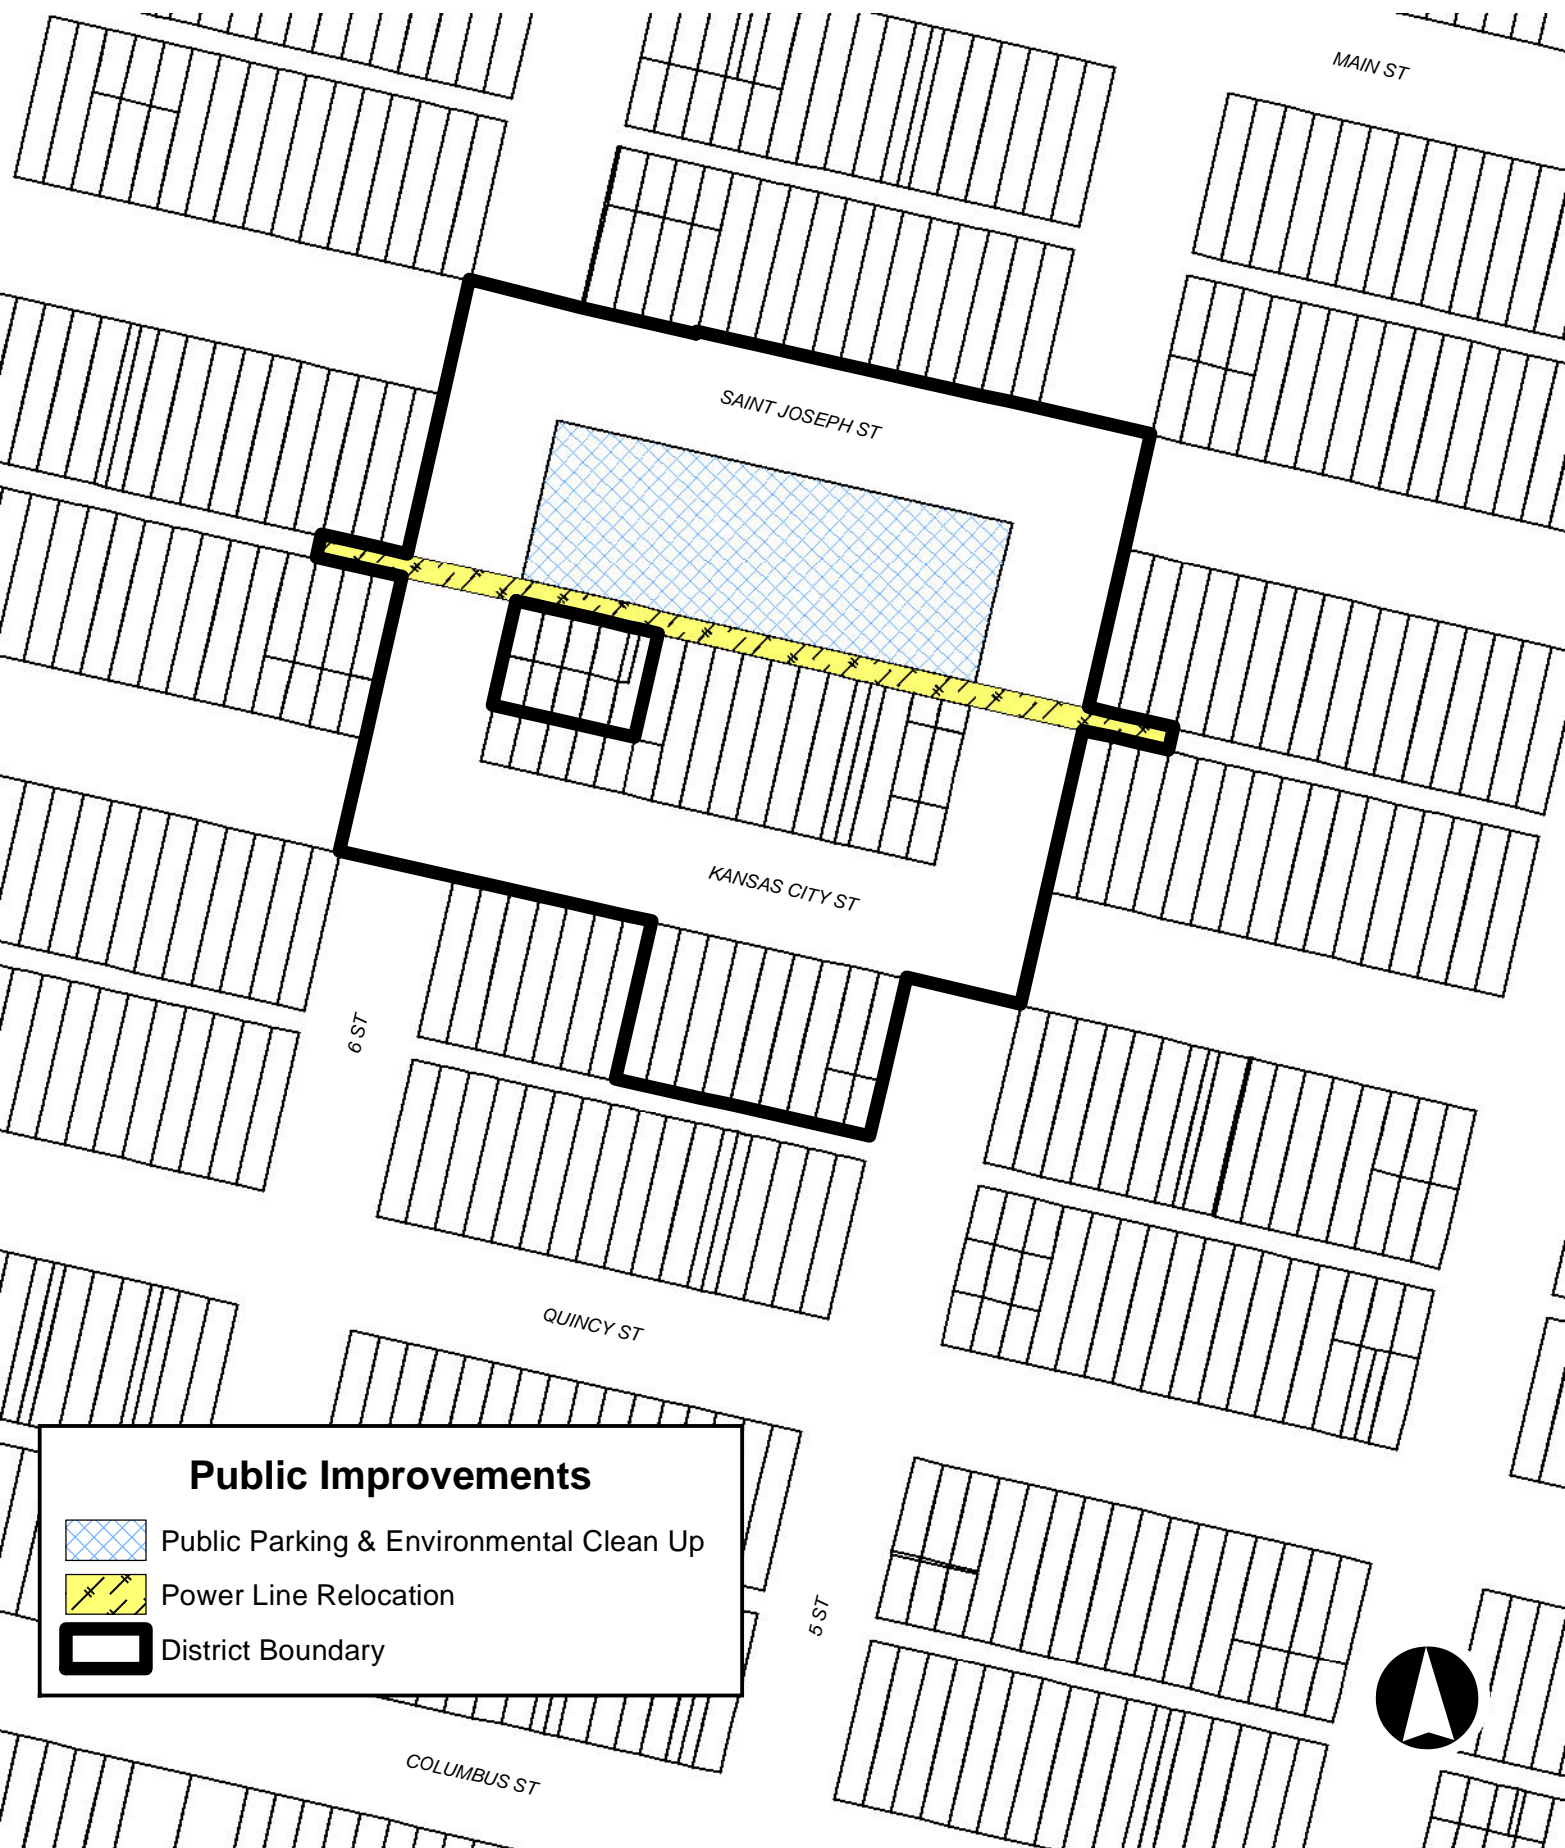 MAIN ST
SAINT JOSEPH ST
KANSAS CITY ST
6 ST
QUINCY ST
Public Improvements
Public Parking & Environmental Clean Up
Power Line Relocation
District Boundary
5 ST
COLUMBUS ST